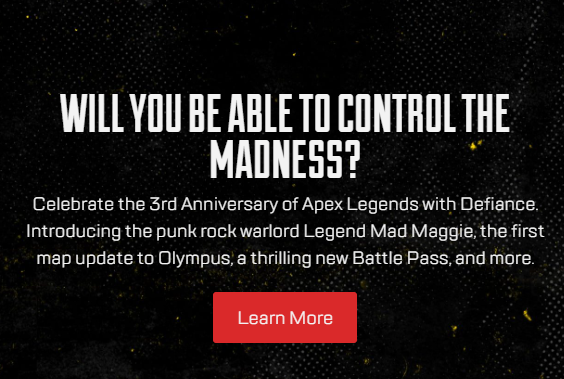 WILL YOU BE ABLE TO CONTROL THE
MADNESS?
Celebrate the 3rd Anniversary of Apex Legends with Defiance.
Introducing the punk rock warlord Legend Mad Maggie, the first
map update to Olympus, a thrilling new Battle Pass, and more.
Learn More